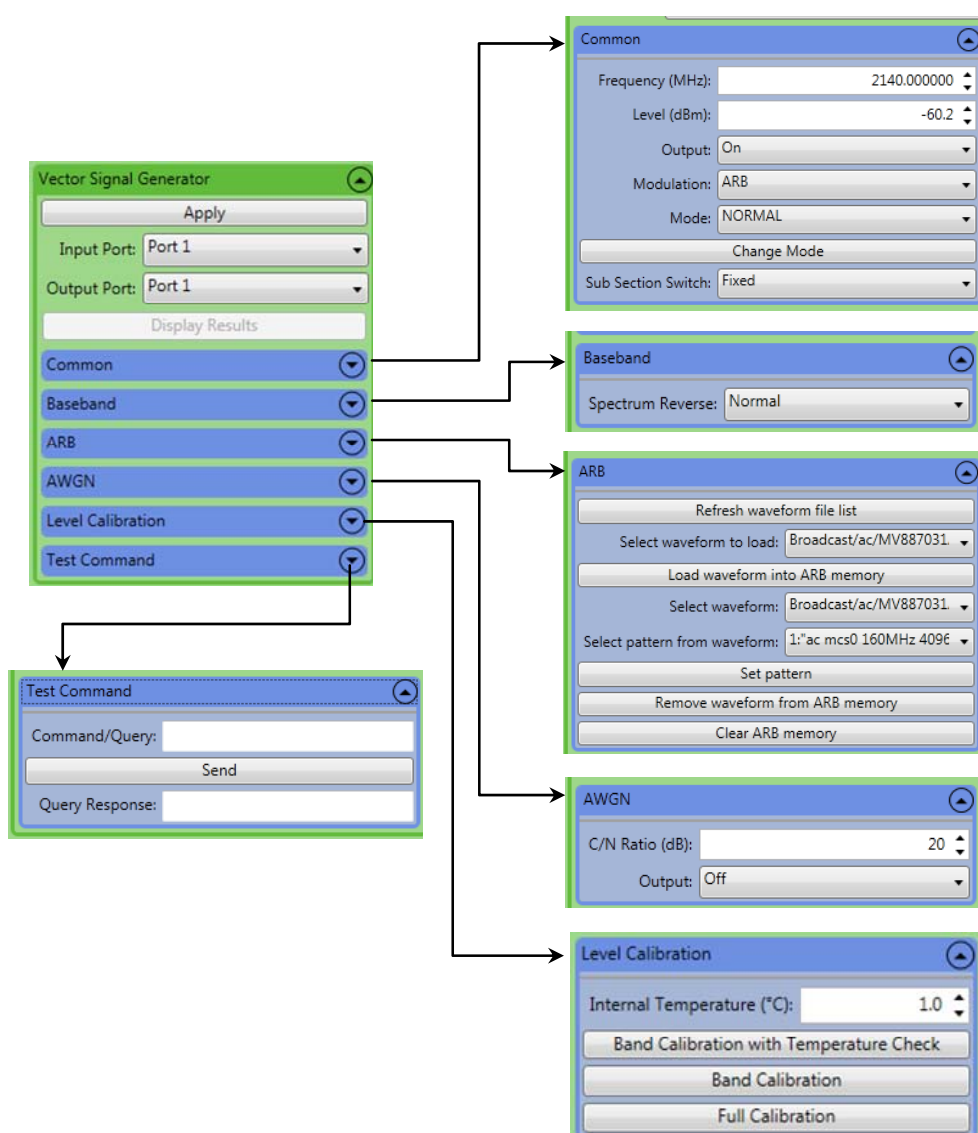 Vector Signal Generator
Apply
Input Port: Port 1
Output Port: Port 1
Display Results
Common
Baseband
ARB
AWGN
Level Calibration
Test Command
Test Command
Command/Query:
Send
Query Response:
Common
Frequency (MHz): 2140.000000
Level (dBm): -60.2
Output: On
Modulation: ARB
Mode: NORMAL
Change Mode
Sub Section Switch: Fixed
Baseband
Spectrum Reverse: Normal
ARB
Refresh waveform file list
Select waveform to load: Broadcast/ac/MV887031.
Load waveform into ARB memory
Select waveform: Broadcast/ac/MV887031.
Select pattern from waveform: 1:"ac mcs0 160MHz 4096
Set pattern
Remove waveform from ARB memory
Clear ARB memory
AWGN
C/N Ratio (dB): 20
Output: Off
Level Calibration
Internal Temperature (°C): 1.0
Band Calibration with Temperature Check
Band Calibration
Full Calibration